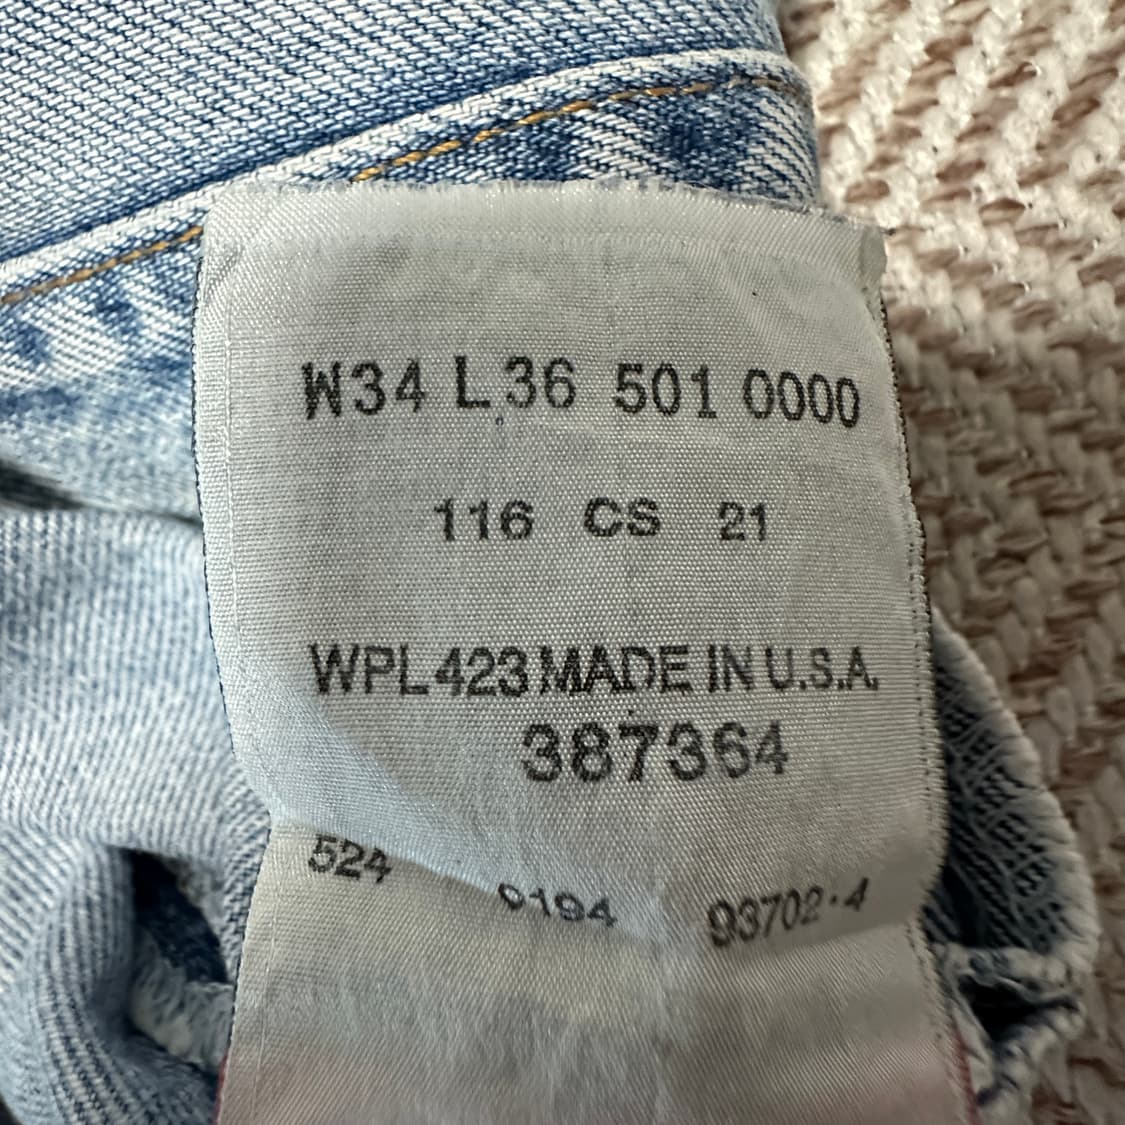 W34 L36 501 0000
116 CS 21
WPL423 MADE IN U.S.A.
387364
524 0194 93702·4